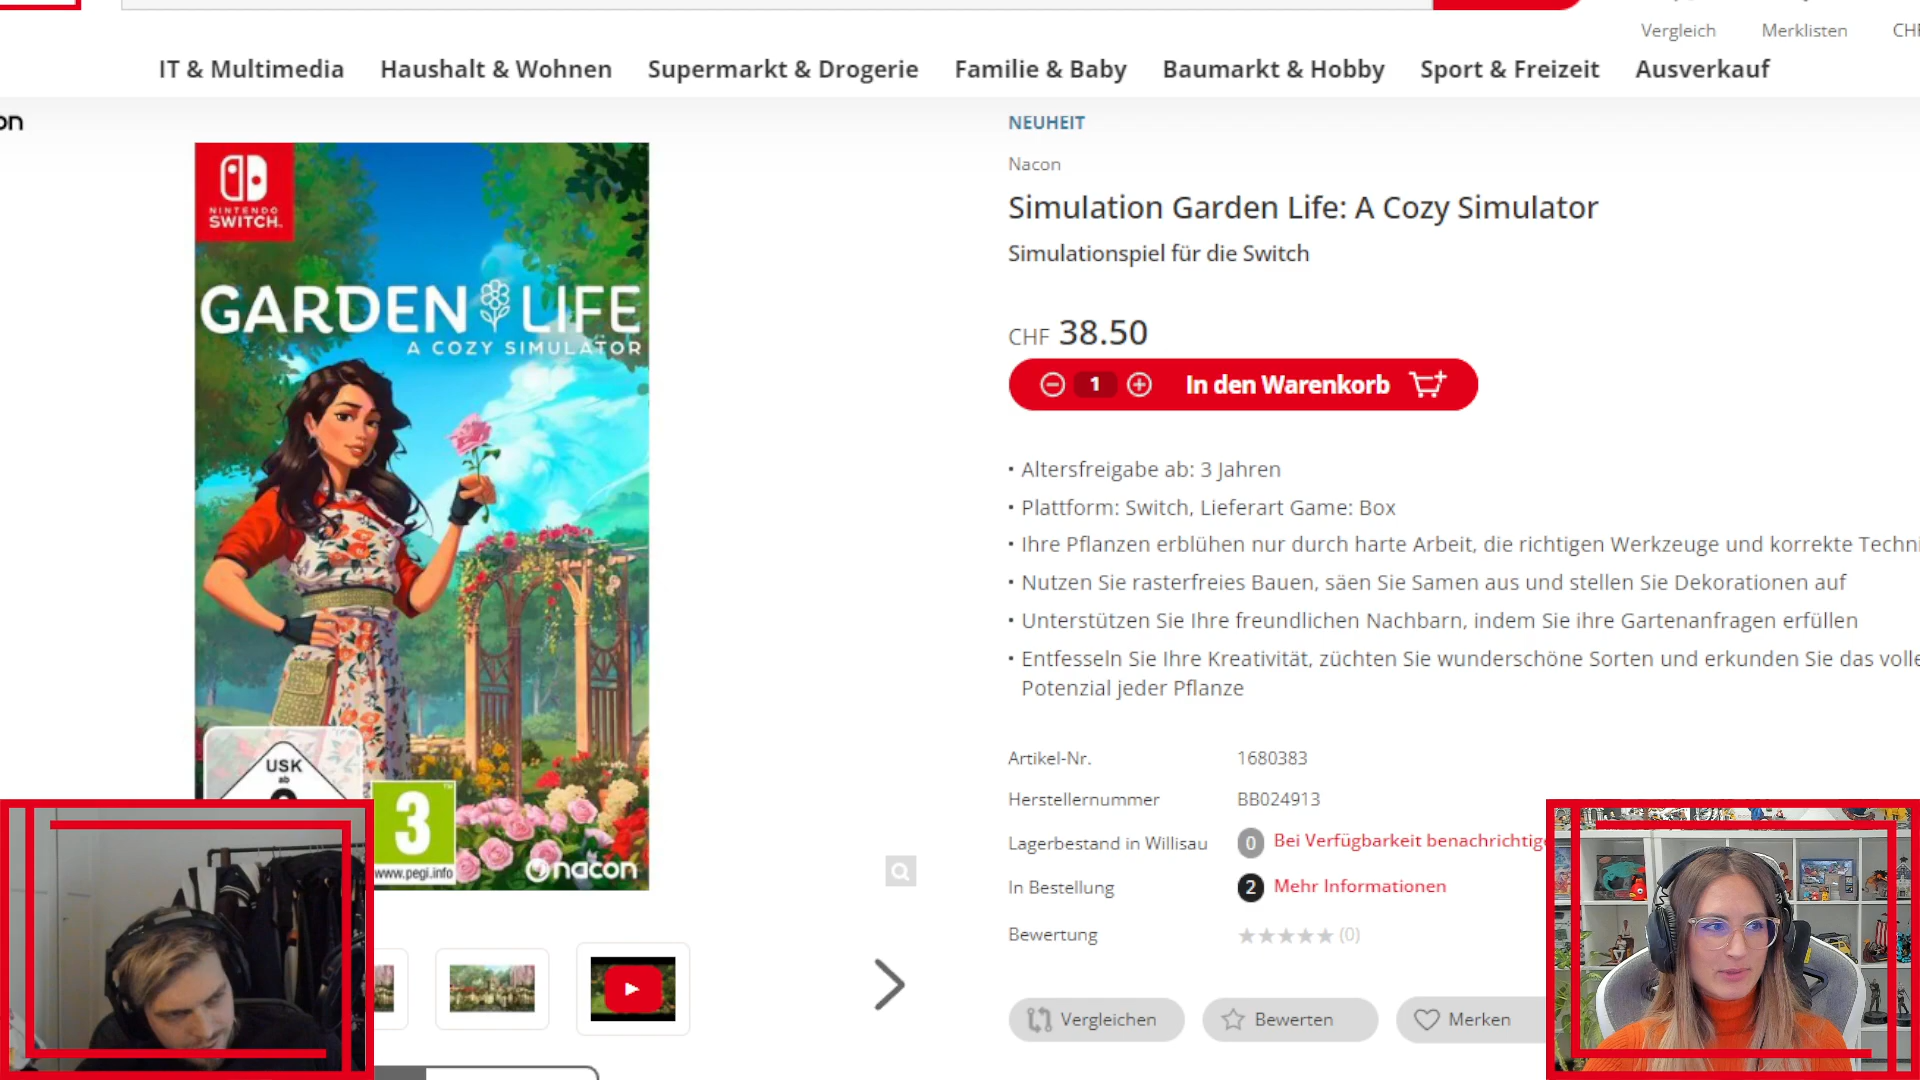 Vergleich
Merklisten
IT & Multimedia
Haushalt & Wohnen
Supermarkt & Drogerie
Familie & Baby
Baumarkt & Hobby
Sport & Freizeit
Ausverkauf
NEUHEIT
Nacon
Simulation Garden Life: A Cozy Simulator
Simulationspiel für die Switch
CHF 38.50
1 In den Warenkorb
• Altersfreigabe ab: 3 Jahren
• Plattform: Switch, Lieferart Game: Box
• Ihre Pflanzen erblühen nur durch harte Arbeit, die richtigen Werkzeuge und korrekte Techni
• Nutzen Sie rasterfreies Bauen, säen Sie Samen aus und stellen Sie Dekorationen auf
• Unterstützen Sie Ihre freundlichen Nachbarn, indem Sie ihre Gartenanfragen erfüllen
• Entfesseln Sie Ihre Kreativität, züchten Sie wunderschöne Sorten und erkunden Sie das volle
Potenzial jeder Pflanze
Artikel-Nr. 1680383
Herstellernummer BB024913
Lagerbestand in Willisau 0 Bei Verfügbarkeit benachrichtig
In Bestellung 2 Mehr Informationen
Bewertung (0)
Vergleichen
Bewerten
Merken
NINTENDO
SWITCH.
GARDEN LIFE
A COZY SIMULATOR
USK
ab
3
www.pegi.info
nacon